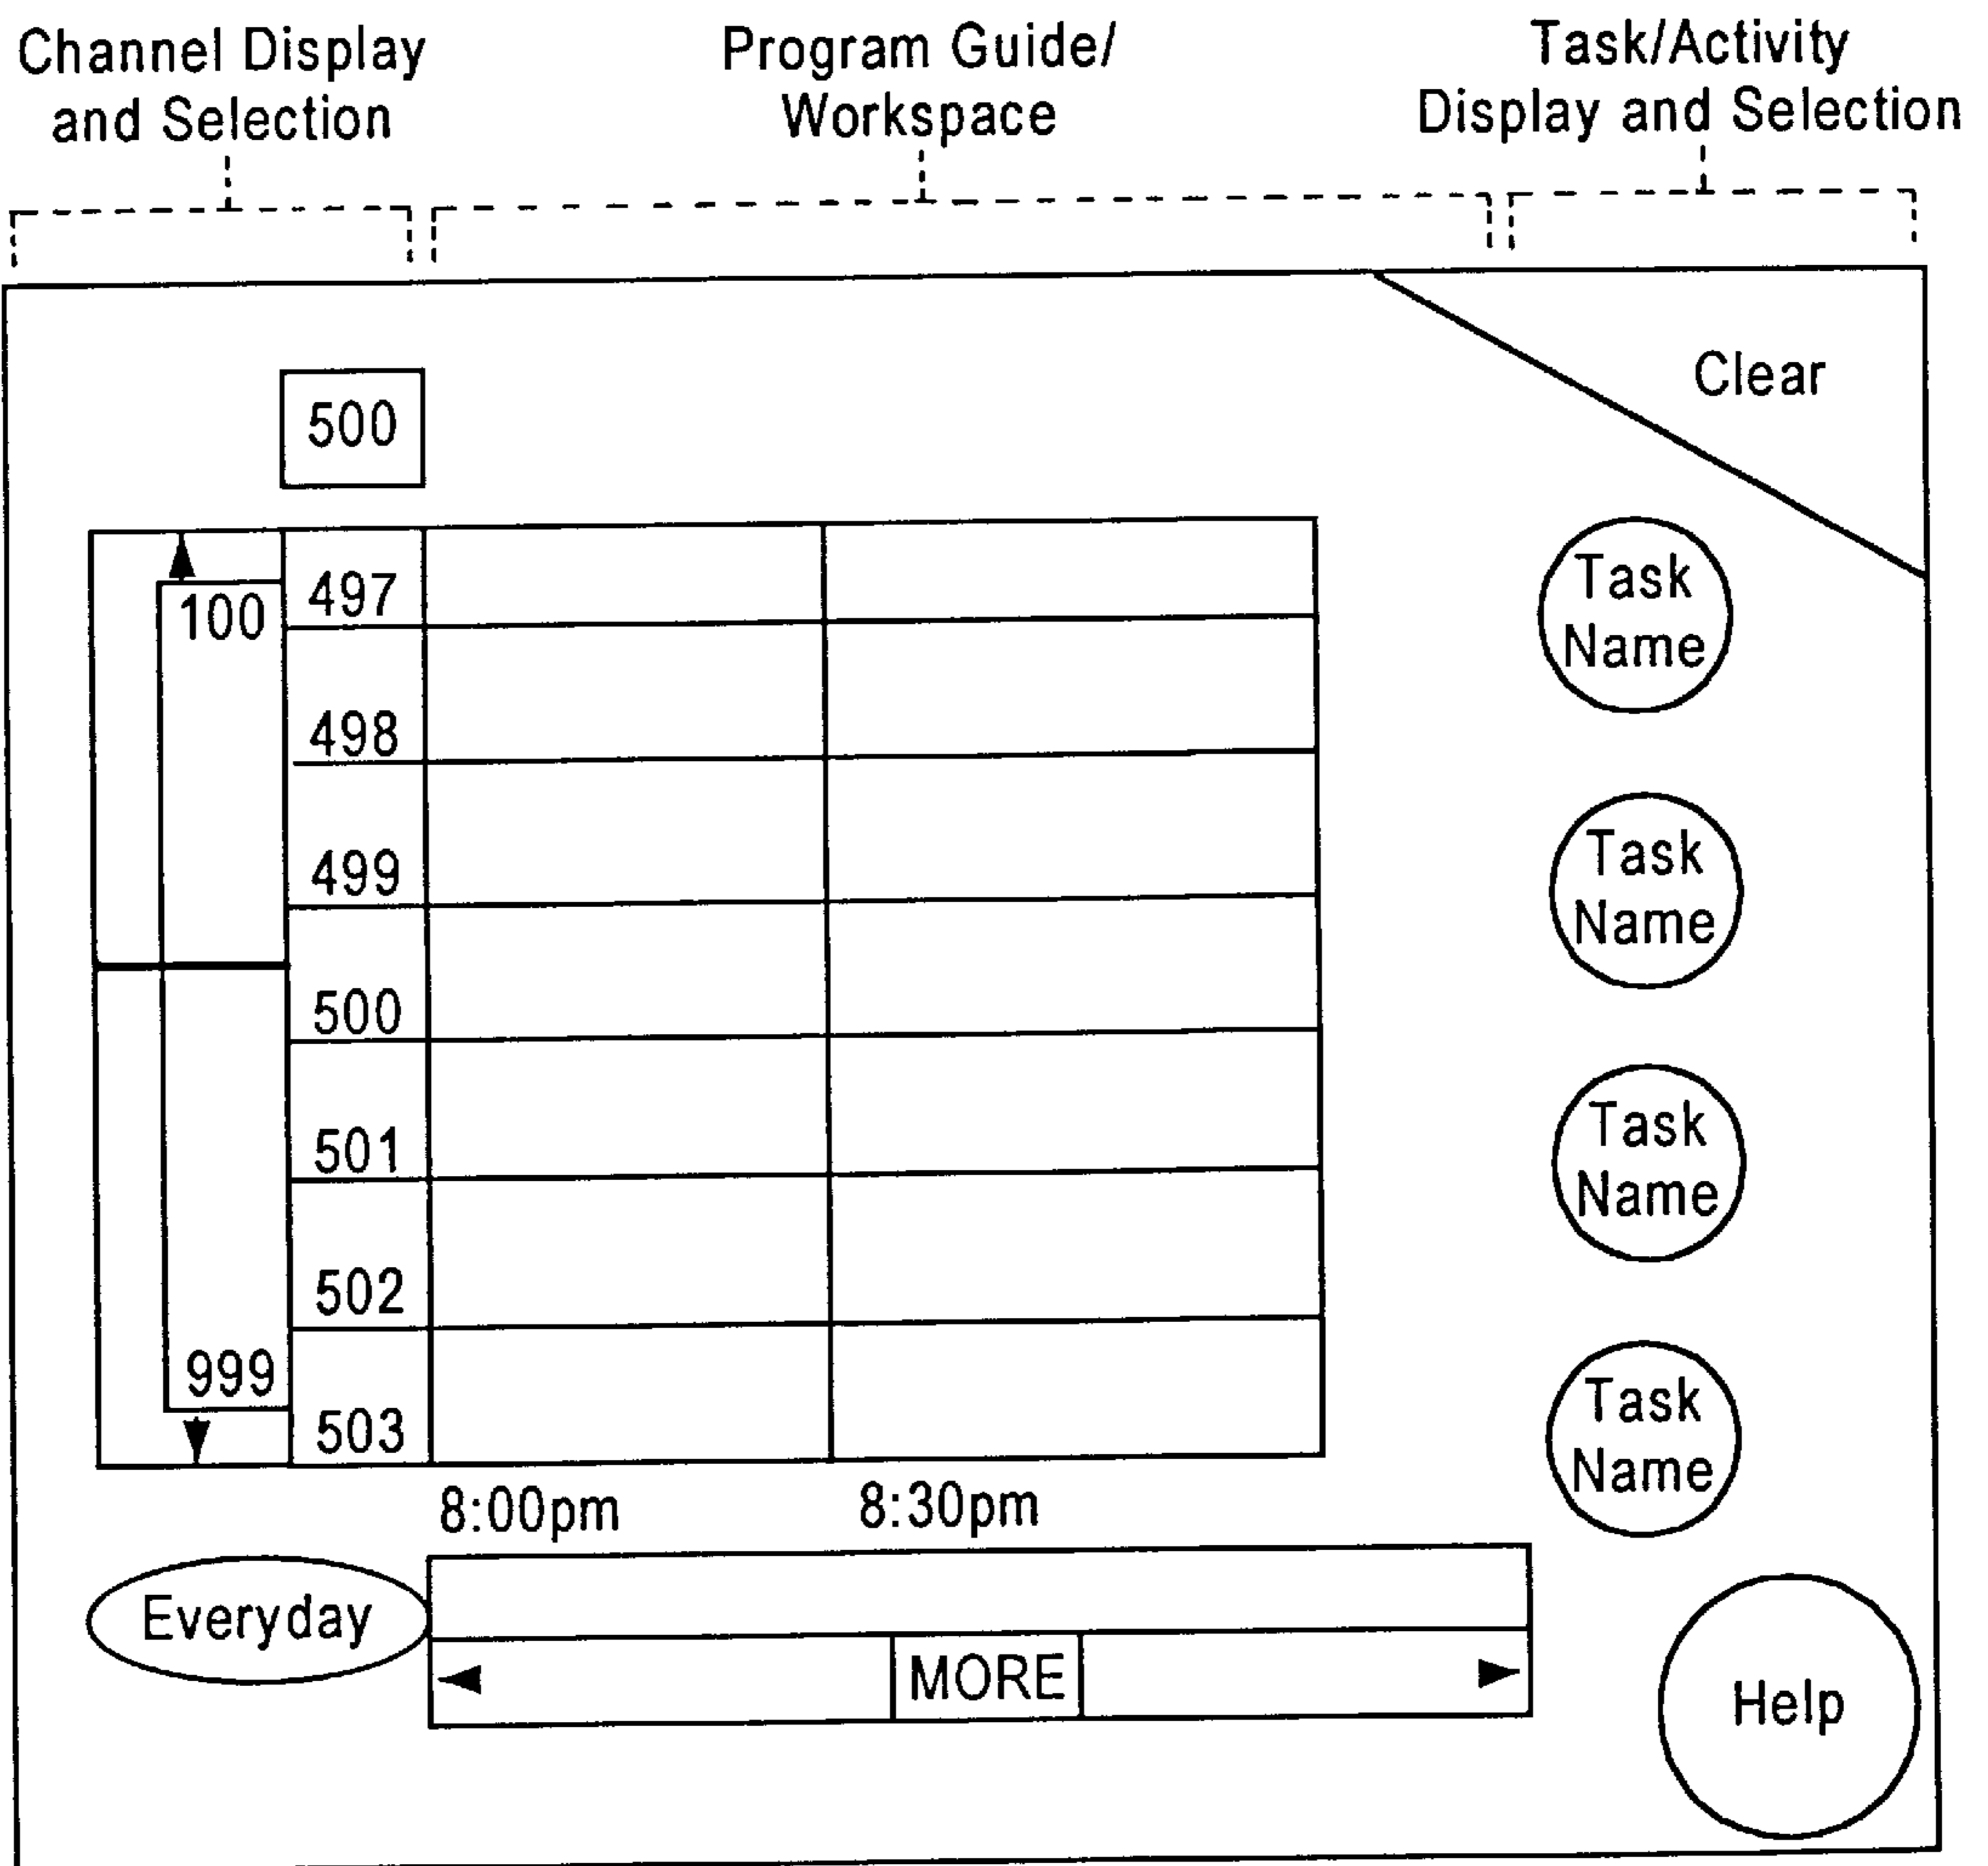 Channel Display
and Selection
Program Guide/
Workspace
Task/Activity
Display and Selection
Clear
500
100
999
497
498
499
500
501
502
503
8:00pm
8:30pm
Task
Name
Task
Name
Task
Name
Task
Name
Everyday
MORE
Help